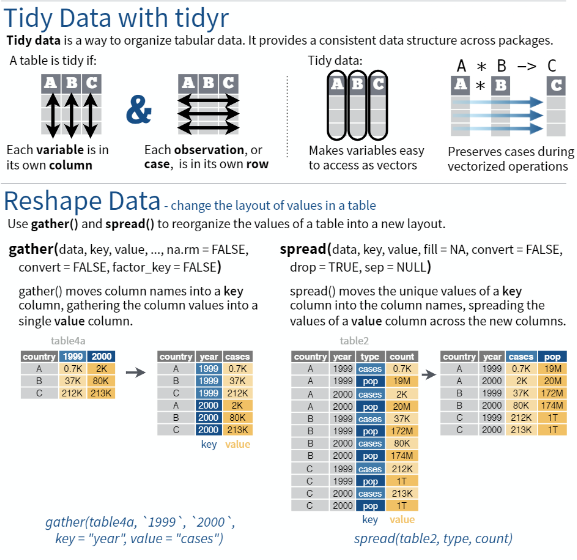 Tidy Data with tidyr
Tidy data is a way to organize tabular data. It provides a consistent data structure across packages.
A table is tidy if:
A B C
&
A B C
Each variable is in
its own column
Each observation, or
case, is in its own row
Tidy data:
A B C
Makes variables easy
to access as vectors
A * B -> C
A * B C
Preserves cases during
vectorized operations
Reshape Data - change the layout of values in a table
Use gather() and spread() to reorganize the values of a table into a new layout.
gather(data, key, value, ..., na.rm = FALSE,
convert = FALSE, factor_key = FALSE)
gather() moves column names into a key
column, gathering the column values into a
single value column.
table4a
country 1999 2000
A 0.7K 2K
B 37K 80K
C 212K 213K
country year cases
A 1999 0.7K
B 1999 37K
C 1999 212K
A 2000 2K
B 2000 80K
C 2000 213K
key value
gather(table4a, `1999`, `2000`,
key = "year", value = "cases")
spread(data, key, value, fill = NA, convert = FALSE,
drop = TRUE, sep = NULL)
spread() moves the unique values of a key
column into the column names, spreading the
values of a value column across the new columns.
table2
country year type count
A 1999 cases 0.7K
A 1999 pop 19M
A 2000 cases 2K
A 2000 pop 20M
B 1999 cases 37K
B 1999 pop 172M
B 2000 cases 80K
B 2000 pop 174M
C 1999 cases 212K
C 1999 pop 1T
C 2000 cases 213K
C 2000 pop 1T
key value
country year cases pop
A 1999 0.7K 19M
A 2000 2K 20M
B 1999 37K 172M
B 2000 80K 174M
C 1999 212K 1T
C 2000 213K 1T
spread(table2, type, count)